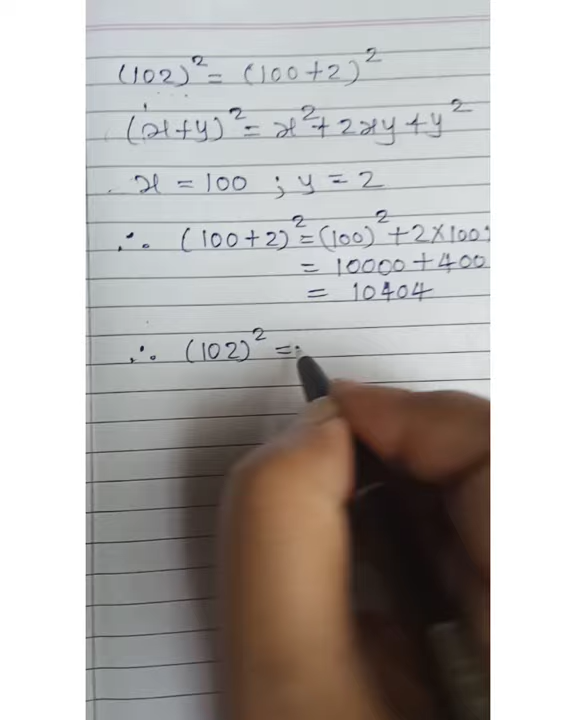 (102)² = (100+2)²
(x+y)² = x²+2xy+y²
x = 100 ; y = 2
∴ (100+2)² = (100)² + 2×100
= 10000 + 400
= 10404
∴ (102)² =